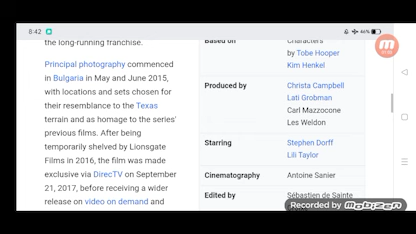 8:42
46%
the long-running franchise.
Principal photography commenced
in Bulgaria in May and June 2015,
with locations and sets chosen for
their resemblance to the Texas
terrain and as homage to the series'
previous films. After being
temporarily shelved by Lionsgate
Films in 2016, the film was made
exclusive via DirecTV on September
21, 2017, before receiving a wider
release on video on demand and
Based on
Characters
by Tobe Hooper
Kim Henkel
Produced by
Christa Campbell
Lati Grobman
Carl Mazzocone
Les Weldon
Starring
Stephen Dorff
Lili Taylor
Cinematography
Antoine Sanier
Edited by
Sébastien de Sainte
Recorded by mobizen